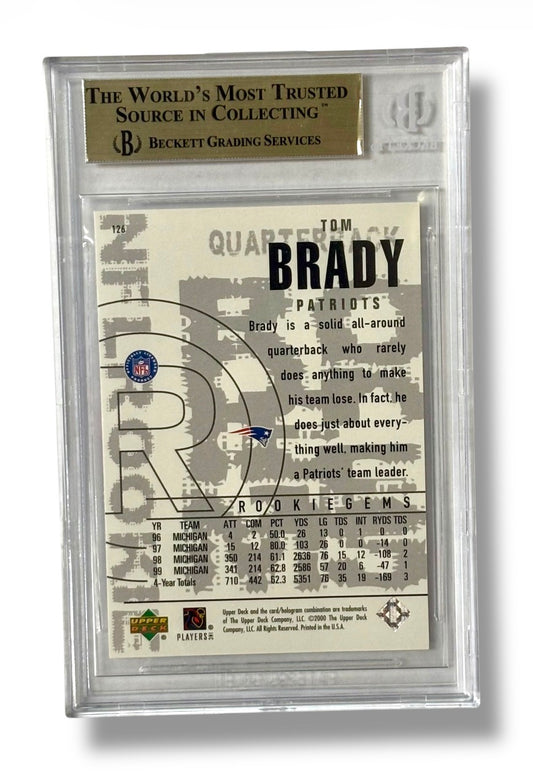 THE WORLD'S MOST TRUSTED
SOURCE IN COLLECTING™
B BECKETT GRADING SERVICES
126
QUARTERBACK
TOM
BRADY
PATRIOTS
Brady is a solid all-around
quarterback who rarely
does anything to make
his team lose. In fact, he
does just about every-
thing well, making him
a Patriots' team leader.
NFL
R
ROOKIE GEMS
YR TEAM ATT COM PCT YDS LG TDS INT RYDS TDS
96 MICHIGAN 4 2 50.0 26 13 0 1 0 0
97 MICHIGAN 15 12 80.0 103 26 0 0 -14 0
98 MICHIGAN 350 214 61.1 2636 76 15 12 -108 2
99 MICHIGAN 341 214 62.8 2586 57 20 6 -47 1
4-Year Totals 710 442 62.3 5351 76 35 19 -169 3
UPPER DECK
PLAYERS INC
Upper Deck and the card/hologram combination are trademarks
of The Upper Deck Company, LLC. ©2000 The Upper Deck
Company, LLC. All Rights Reserved. Printed in the U.S.A.